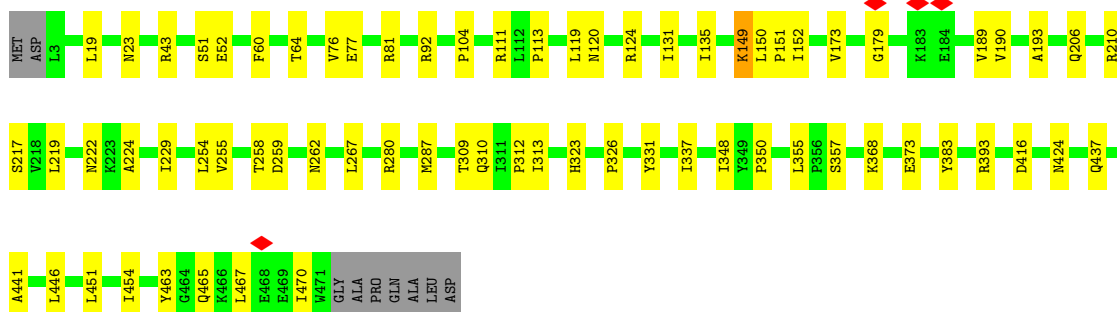 MET ASP L3 L19 N23 R43 S51 E52 F60 T64 V76 E77 R81 R92 P104 R111 L112 P113 L119 N120 R124 I131 I135 K149 L150 P151 I152 V173 G179 K183 E184 V189 V190 A193 Q206 R210
S217 V218 L219 N222 K223 A224 I229 L254 V255 T258 D259 N262 L267 R280 M287 T309 Q310 I311 P312 I313 H323 P326 Y331 I337 I348 Y349 P350 L355 P356 S357 K368 E373 Y383 R393 D416 N424 Q437
A441 L446 L451 I454 Y463 G464 Q465 K466 L467 E468 E469 I470 W471 GLY ALA PRO GLN ALA LEU ASP